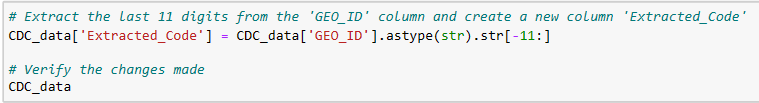 # Extract the last 11 digits from the 'GEO_ID' column and create a new column 'Extracted_Code'
CDC_data['Extracted_Code'] = CDC_data['GEO_ID'].astype(str).str[-11:]
# Verify the changes made
CDC_data